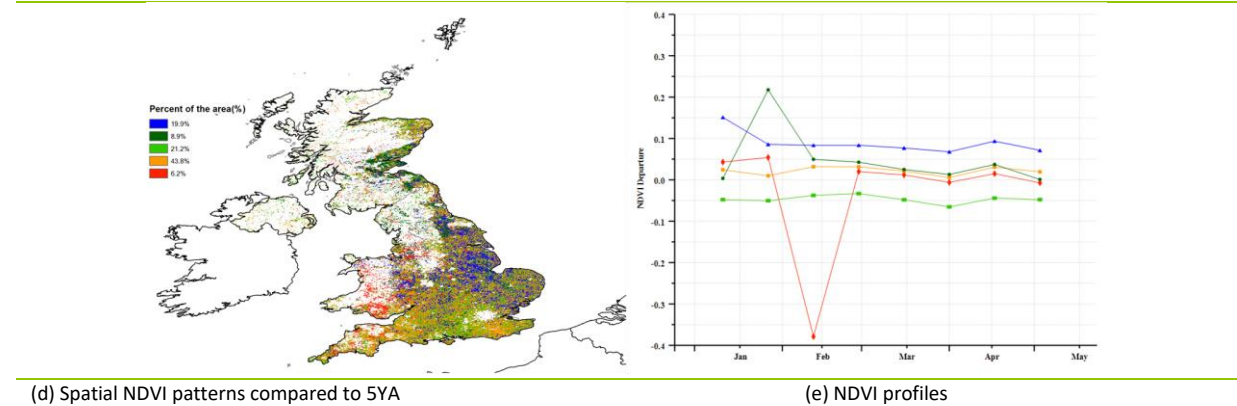 Percent of the area(%)
19.9%
8.9%
21.2%
43.8%
6.2%
0.4
0.3
0.2
0.1
0.0
-0.1
-0.2
-0.3
-0.4
NDVI Departure
Jan
Feb
Mar
Apr
May
(d) Spatial NDVI patterns compared to 5YA
(e) NDVI profiles